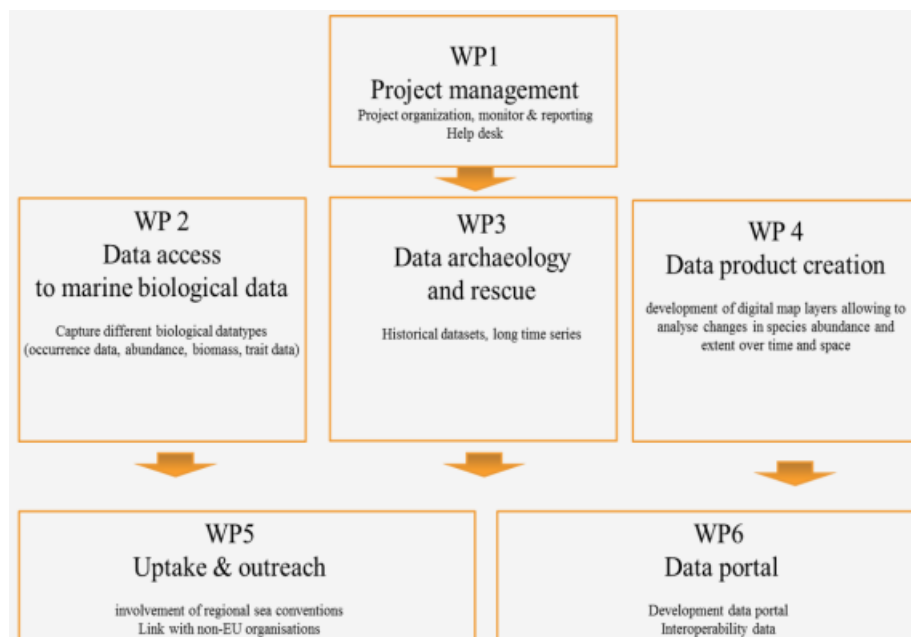 WP1
Project management
Project organization, monitor & reporting
Help desk
WP 2
Data access
to marine biological data
Capture different biological datatypes
(occurrence data, abundance, biomass, trait data)
WP3
Data archaeology
and rescue
Historical datasets, long time series
WP 4
Data product creation
development of digital map layers allowing to
analyse changes in species abundance and
extent over time and space
WP5
Uptake & outreach
involvement of regional sea conventions
Link with non-EU organisations
WP6
Data portal
Development data portal
Interoperability data